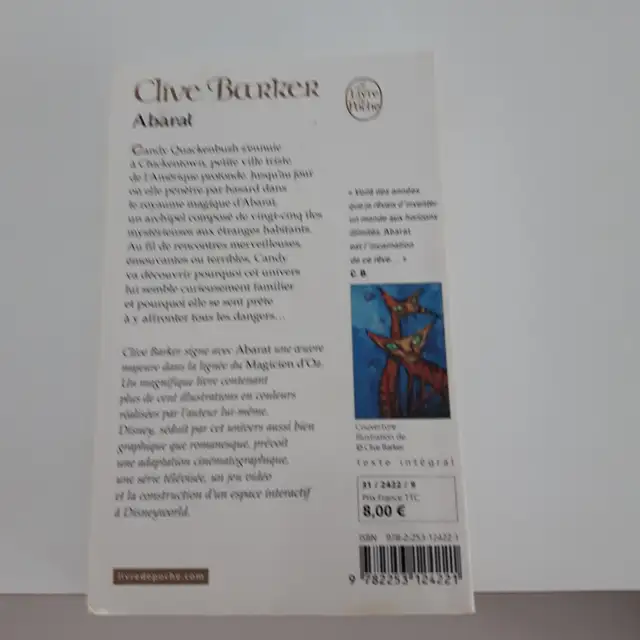 Clive Barker
Abarat
Le Livre
de Poche
Candy Quackenbush s'ennuie
à Chickentown, petite ville triste
de l'Amérique profonde. Jusqu'au jour
où elle pénètre par hasard dans
le royaume magique d'Abarat,
un archipel composé de vingt-cinq îles
mystérieuses aux étranges habitants.
Au fil de rencontres merveilleuses,
émouvantes ou terribles, Candy
va découvrir pourquoi cet univers
lui semble curieusement familier
et pourquoi elle se sent prête
à y affronter tous les dangers…
Clive Barker signe avec Abarat une œuvre
majeure dans la lignée du Magicien d'Oz.
Un magnifique livre contenant
plus de cent illustrations en couleurs
réalisées par l'auteur lui-même.
Disney, séduit par cet univers aussi bien
graphique que romanesque, prévoit
une adaptation cinématographique,
une série télévisée, un jeu vidéo
et la construction d'un espace interactif
à Disneyworld.
livredepoche.com
« Voilà des années
que je rêvais d'inventer
un monde aux horizons
illimités. Abarat
est l'incarnation
de ce rêve… »
C. B.
Couverture :
Illustration de
© Clive Barker.
texte intégral
31 / 2422 / 9
Prix France TTC
8,00 €
ISBN 978-2-253-12422-1
9 782253 124221